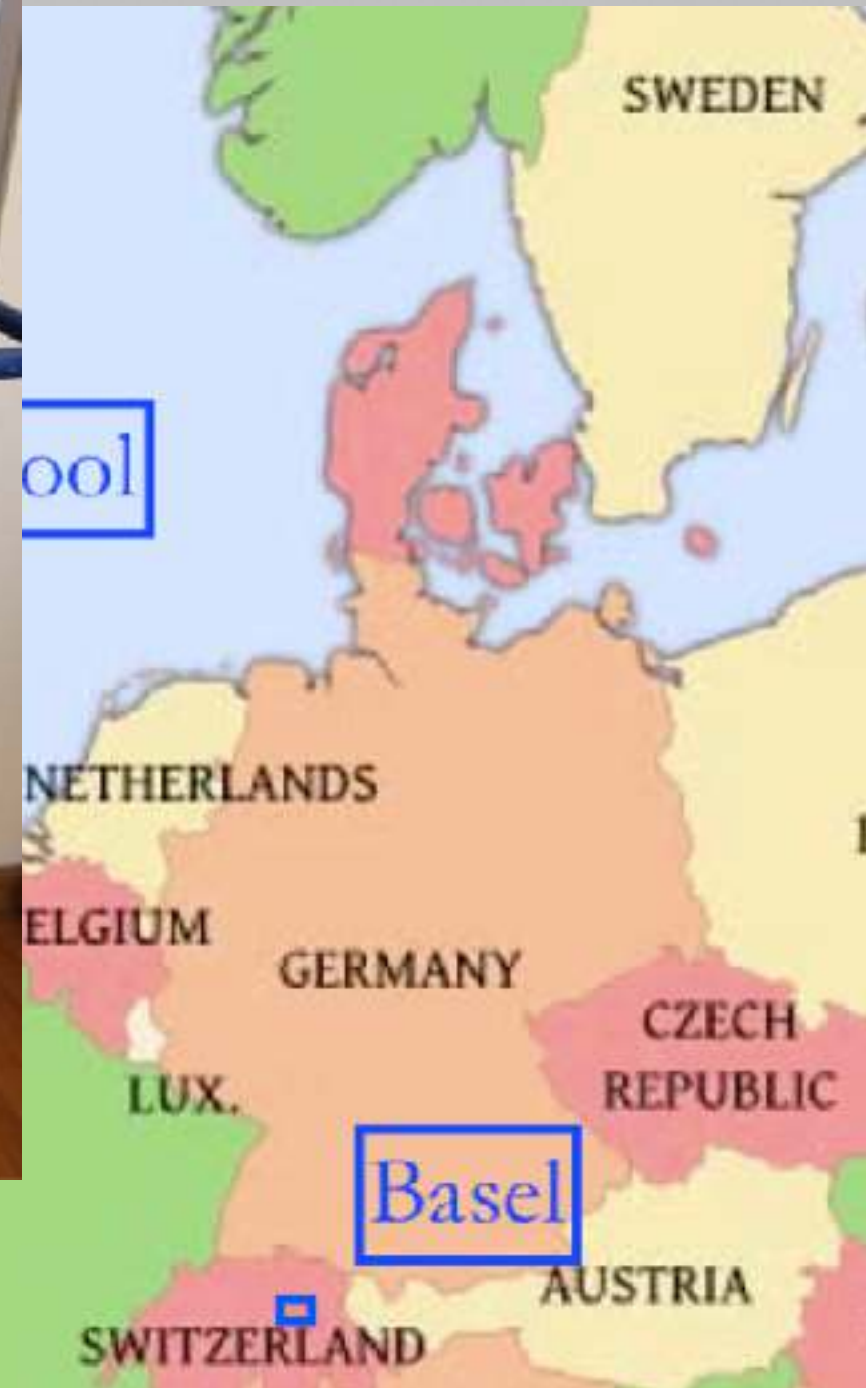 SWEDEN
ool
NETHERLANDS
ELGIUM
GERMANY
CZECH
REPUBLIC
LUX.
Basel
AUSTRIA
SWITZERLAND